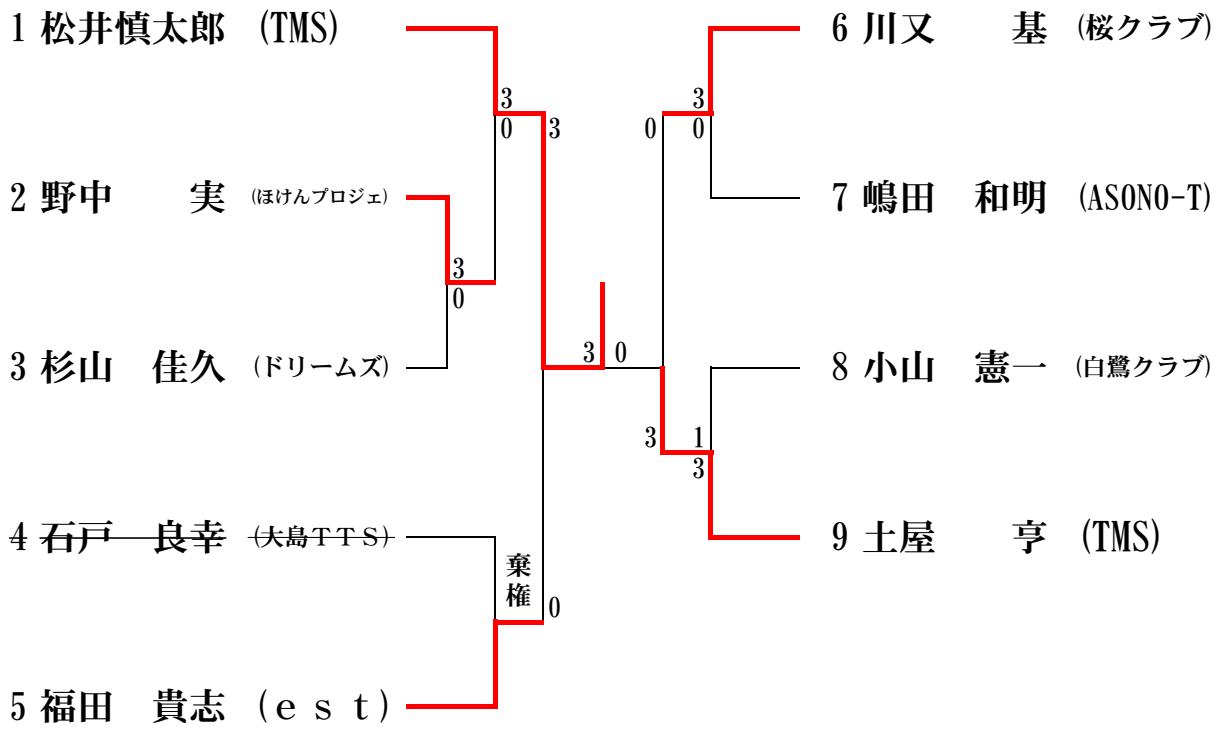 1 松井慎太郎 (TMS)
3
0
3
2 野中 実 (ほけんプロジェ)
3
0
3 杉山 佳久 (ドリームズ)
4 石戸 良幸 (大島ＴＴＳ)
棄権
0
5 福田 貴志 (ｅｓｔ)
3 0
6 川又 基 (桜クラブ)
3
0
0
7 嶋田 和明 (ASONO-T)
8 小山 憲一 (白鷺クラブ)
3
1
3
9 土屋 亨 (TMS)